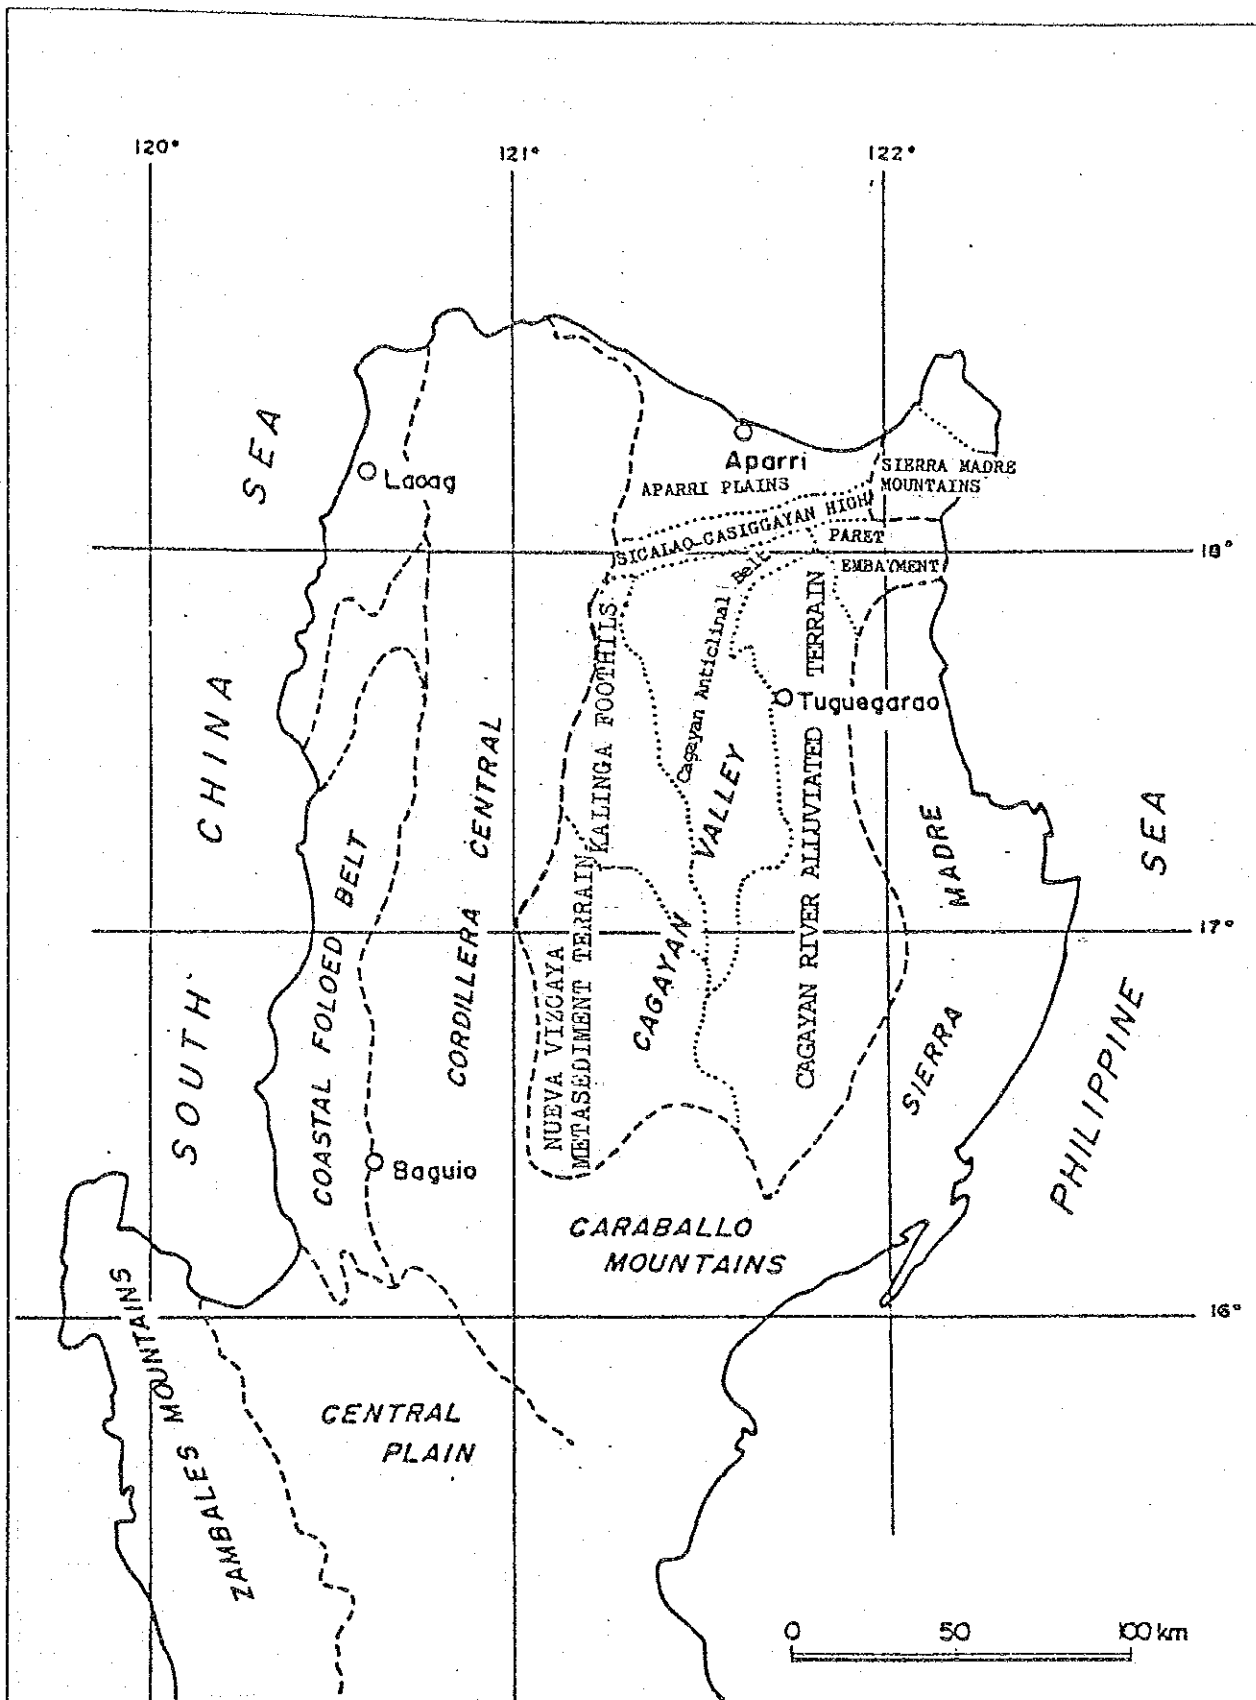 120°
121°
122°
SEA
Laoag
Aparri
APARRI PLAINS
SIERRA MADRE
MOUNTAINS
SICALAO-CASIGGAYAN HIGH
PARET
EMBAYMENT
18°
Cagayan Anticlinal Belt
KALINGA FOOTHILS
Tuguegarao
CHINA
CORDILLERA CENTRAL
CAGAYAN VALLEY
CAGAYAN RIVER ALLUVIATED TERRAIN
SIERRA MADRE
SEA
COASTAL FOLOED BELT
17°
NUEVA VIZCAYA
METASEDIMENT TERRAIN
SOUTH
Baguio
PHILIPPINE
CARABALLO
MOUNTAINS
16°
ZAMBALES MOUNTAINS
CENTRAL
PLAIN
0 50 100 km